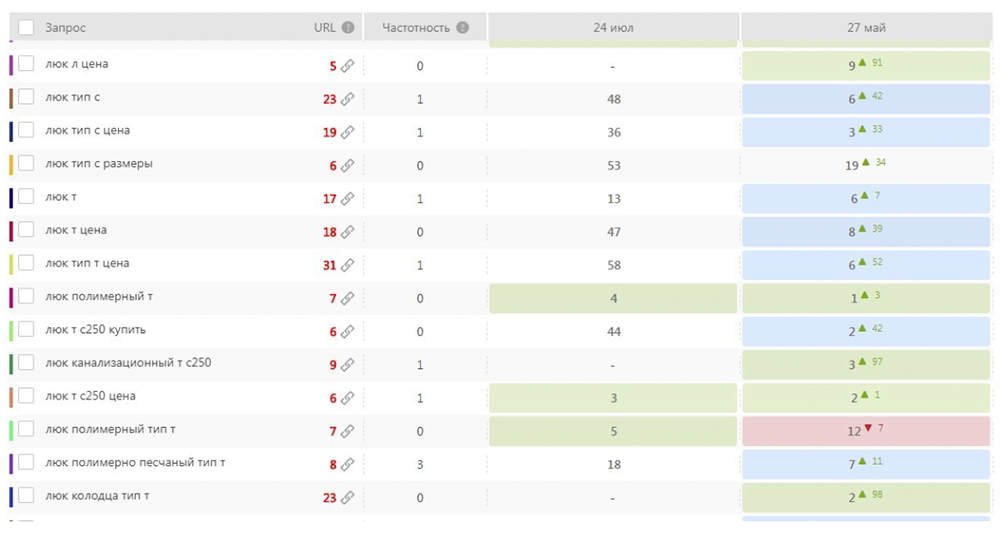 Запрос URL Частотность 24 июл 27 май
люк л цена 5 0 - 9 91
люк тип с 23 1 48 6 42
люк тип с цена 19 1 36 3 33
люк тип с размеры 6 0 53 19 34
люк т 17 1 13 6 7
люк т цена 18 0 47 8 39
люк тип т цена 31 1 58 6 52
люк полимерный т 7 0 4 1 3
люк т с250 купить 6 0 44 2 42
люк канализационный т с250 9 1 - 3 97
люк т с250 цена 6 1 3 2 1
люк полимерный тип т 7 0 5 12 7
люк полимерно песчаный тип т 8 3 18 7 11
люк колодца тип т 23 0 - 2 98